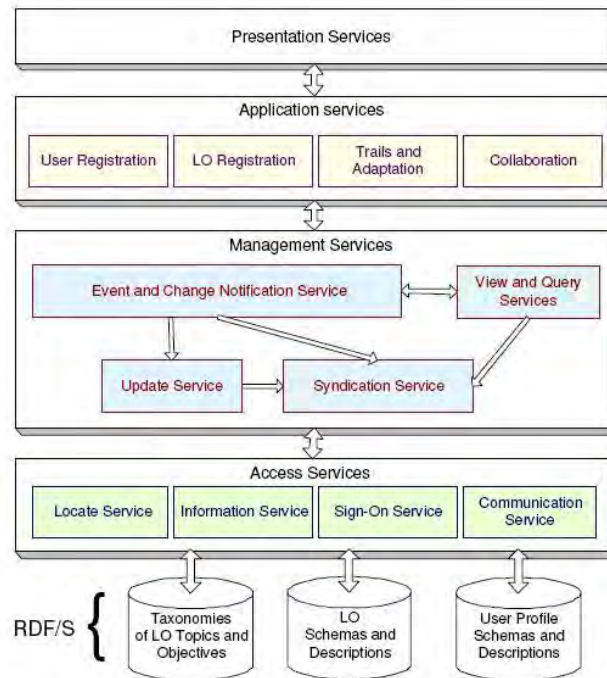 Presentation Services
Application services
User Registration
LO Registration
Trails and
Adaptation
Collaboration
Management Services
Event and Change Notification Service
View and Query
Services
Update Service
Syndication Service
Access Services
Locate Service
Information Service
Sign-On Service
Communication
Service
RDF/S {
Taxonomies
of LO Topics and
Objectives
LO
Schemas and
Descriptions
User Profile
Schemas and
Descriptions